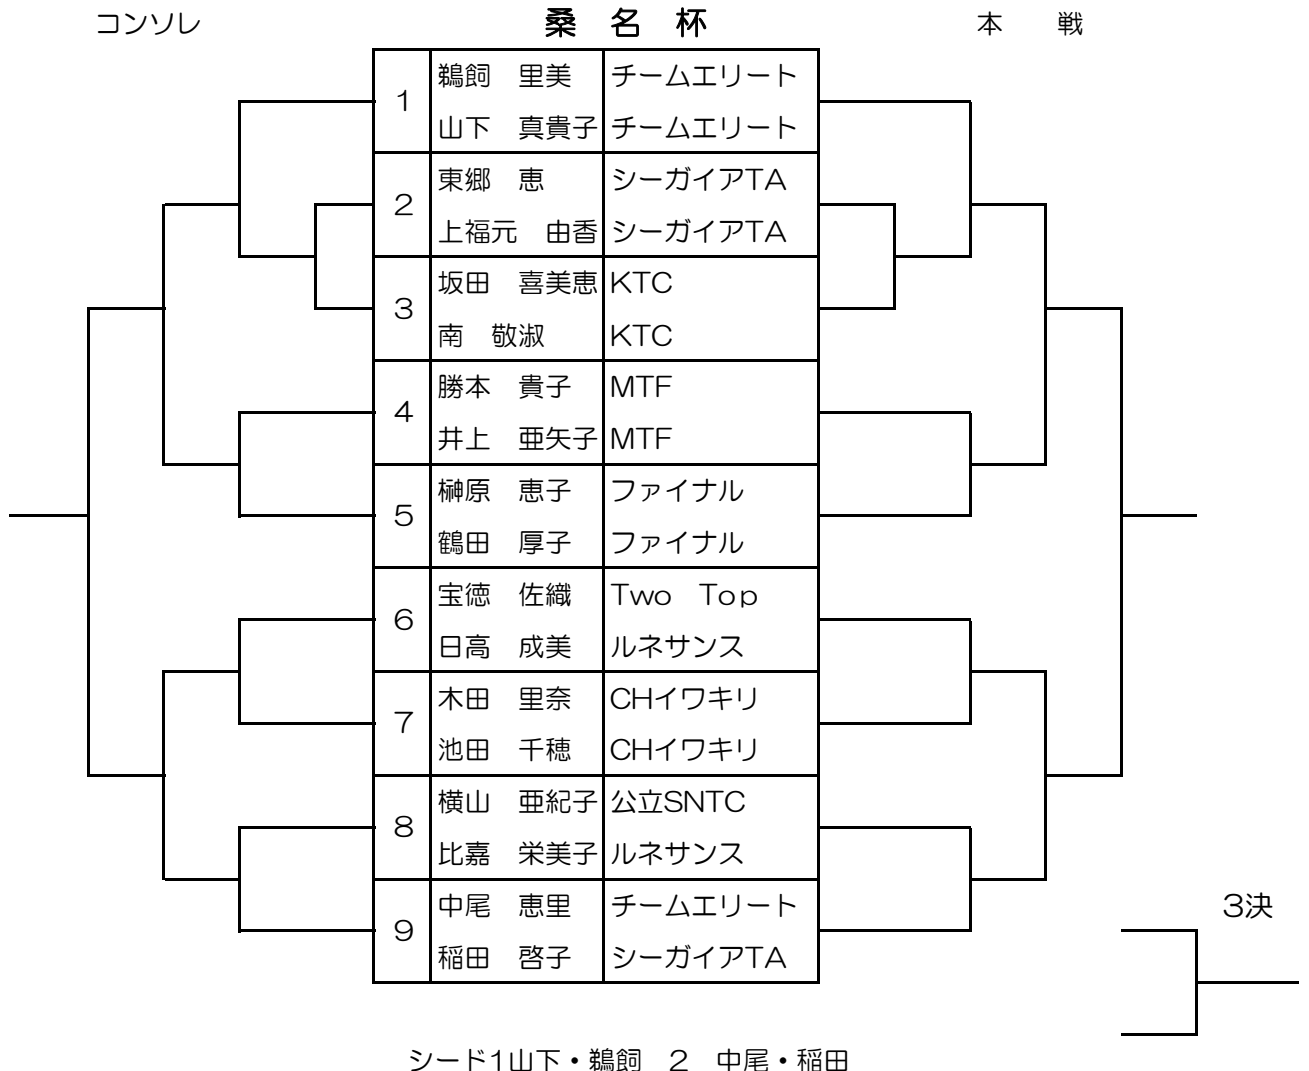 コンソレ　桑　名　杯　本　戦
1　鵜飼　里美　チームエリート
山下　真貴子　チームエリート
2　東郷　恵　シーガイアTA
上福元　由香　シーガイアTA
3　坂田　喜美恵　KTC
南　敬淑　KTC
4　勝本　貴子　MTF
井上　亜矢子　MTF
5　榊原　恵子　ファイナル
鶴田　厚子　ファイナル
6　宝徳　佐織　Two　Top
日高　成美　ルネサンス
7　木田　里奈　CHイワキリ
池田　千穂　CHイワキリ
8　横山　亜紀子　公立SNTC
比嘉　栄美子　ルネサンス
9　中尾　恵里　チームエリート
稲田　啓子　シーガイアTA
3決
シード1山下・鵜飼　2　中尾・稲田